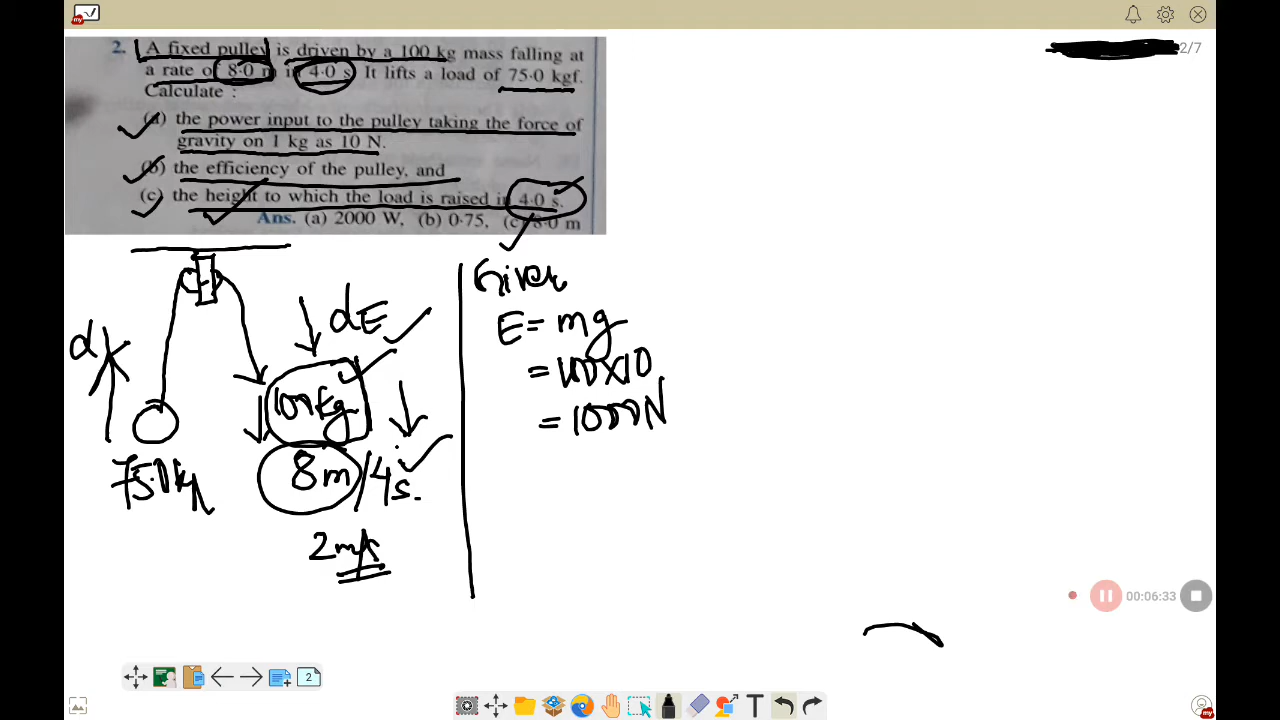 2. A fixed pulley is driven by a 100 kg mass falling at
a rate of 8·0 m in 4·0 s. It lifts a load of 75·0 kgf.
Calculate :
(a) the power input to the pulley taking the force of
gravity on 1 kg as 10 N.
(b) the efficiency of the pulley, and
(c) the height to which the load is raised in 4·0 s.
Ans. (a) 2000 W, (b) 0·75, (c) 8·0 m
2/7
d
dE
100kg
75.0kg
8m/4s.
2m/s
Given
E = mg
= 100x10
= 1000N
00:06:33
2
T